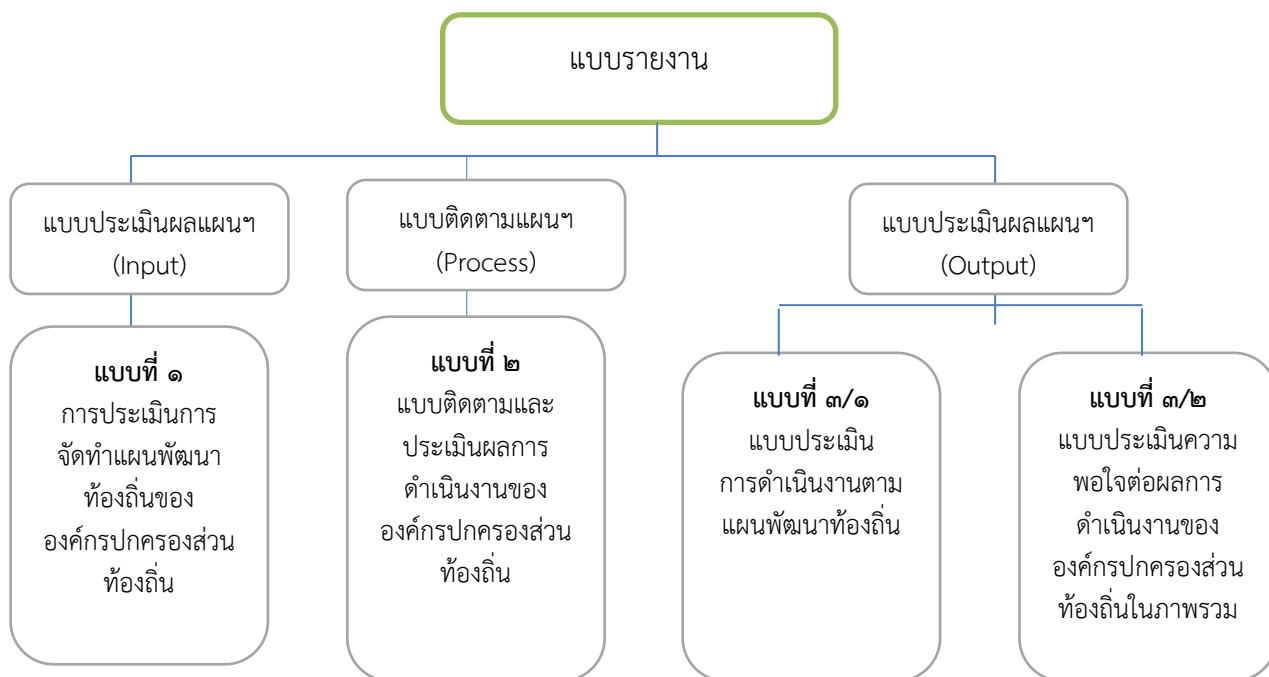 แบบรายงาน
แบบประเมินผลแผนฯ
(Input)
แบบติดตามแผนฯ
(Process)
แบบประเมินผลแผนฯ
(Output)
แบบที่ ๑
การประเมินการ
จัดทำแผนพัฒนา
ท้องถิ่นของ
องค์กรปกครองส่วน
ท้องถิ่น
แบบที่ ๒
แบบติดตามและ
ประเมินผลการ
ดำเนินงานของ
องค์กรปกครองส่วน
ท้องถิ่น
แบบที่ ๓/๑
แบบประเมิน
การดำเนินงานตาม
แผนพัฒนาท้องถิ่น
แบบที่ ๓/๒
แบบประเมินความ
พอใจต่อผลการ
ดำเนินงานของ
องค์กรปกครองส่วน
ท้องถิ่นในภาพรวม